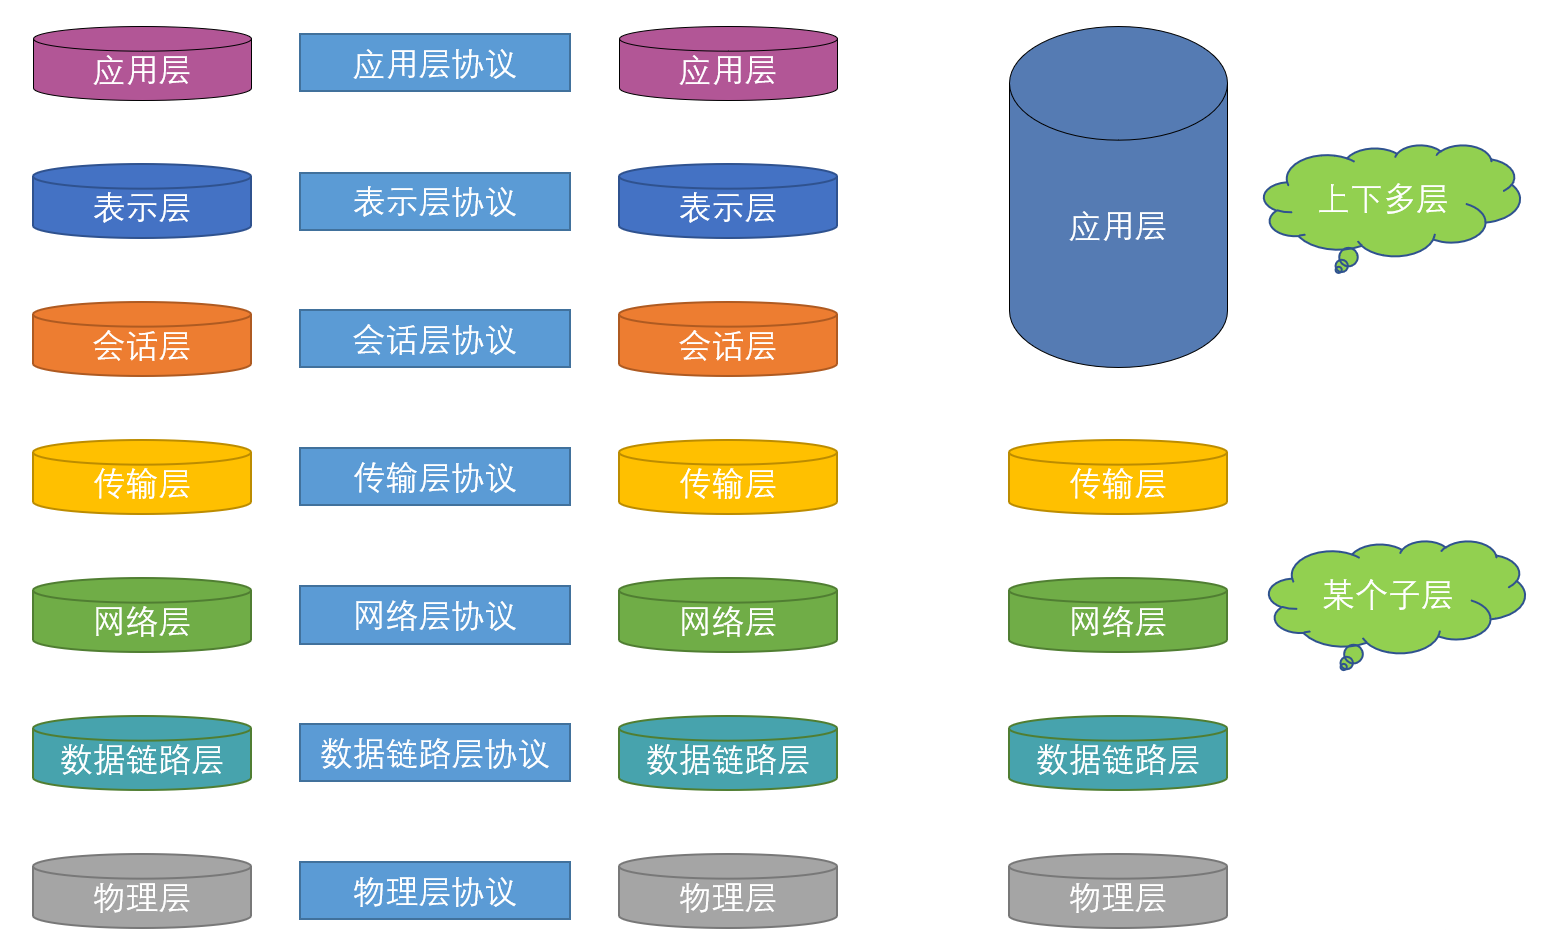 应用层
应用层协议
应用层
表示层
表示层协议
表示层
会话层
会话层协议
会话层
传输层
传输层协议
传输层
网络层
网络层协议
网络层
数据链路层
数据链路层协议
数据链路层
物理层
物理层协议
物理层
应用层
上下多层
传输层
网络层
某个子层
数据链路层
物理层